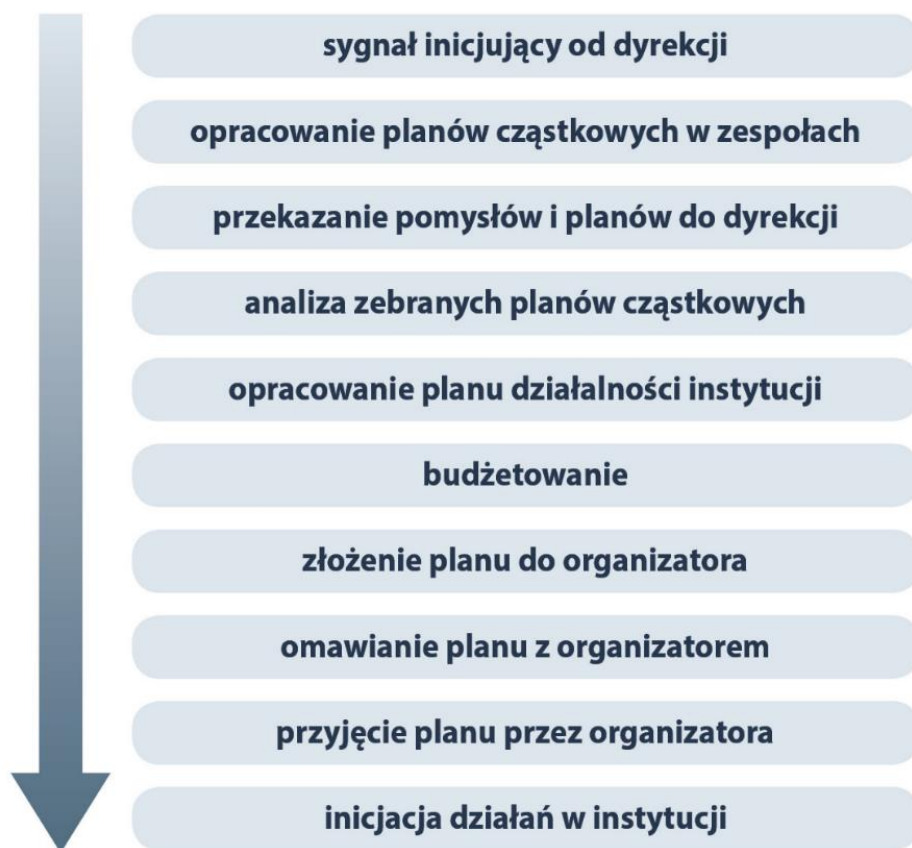 sygnał inicjujący od dyrekcji
opracowanie planów cząstkowych w zespołach
przekazanie pomysłów i planów do dyrekcji
analiza zebranych planów cząstkowych
opracowanie planu działalności instytucji
budżetowanie
złożenie planu do organizatora
omawianie planu z organizatorem
przyjęcie planu przez organizatora
inicjacja działań w instytucji